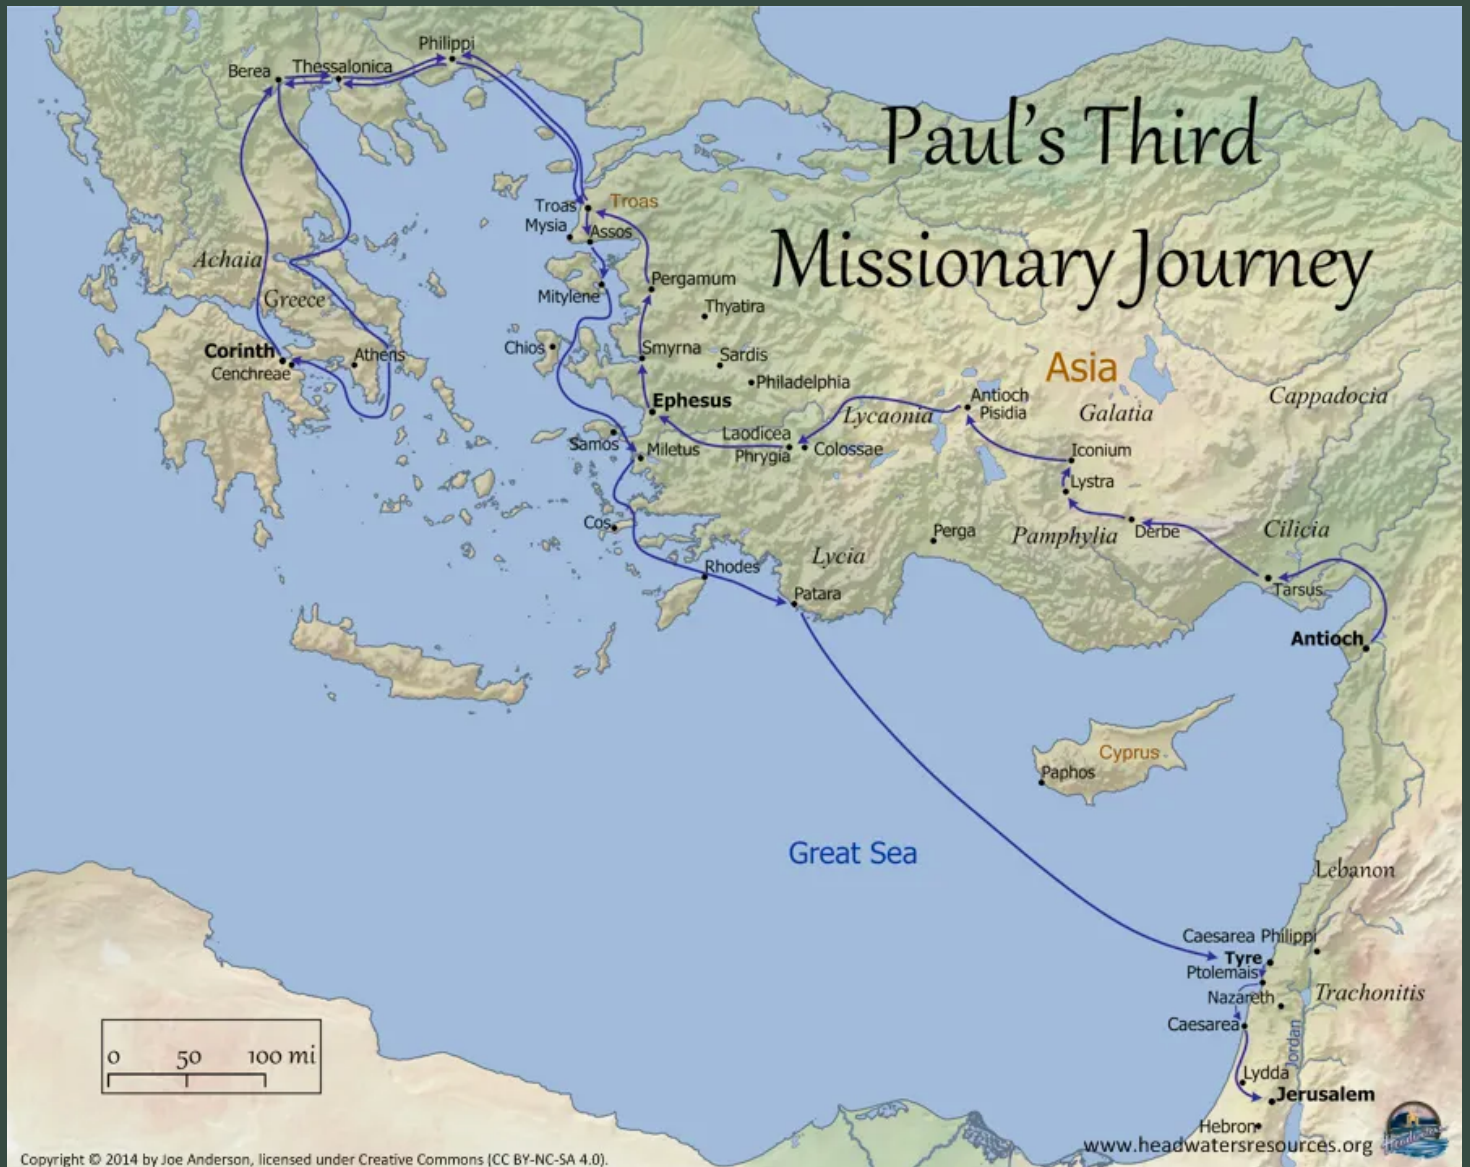 Paul's Third
Missionary Journey
Philippi
Berea
Thessalonica
Troas
Troas
Mysia
Assos
Achaia
Greece
Mitylene
Pergamum
Thyatira
Corinth
Cenchreae
Athens
Chios
Smyrna
Sardis
Philadelphia
Ephesus
Asia
Antioch
Pisidia
Lycaonia
Galatia
Cappadocia
Laodicea
Phrygia
Colossae
Samos
Miletus
Iconium
Lystra
Cos
Perga
Pamphylia
Derbe
Cilicia
Lycia
Rhodes
Patara
Tarsus
Antioch
Cyprus
Paphos
Great Sea
Lebanon
Caesarea Philippi
Tyre
Ptolemais
Nazareth
Trachonitis
Caesarea
Jordan
Lydda
Jerusalem
Hebron
0 50 100 mi
www.headwatersresources.org
Copyright © 2014 by Joe Anderson, licensed under Creative Commons (CC BY-NC-SA 4.0).